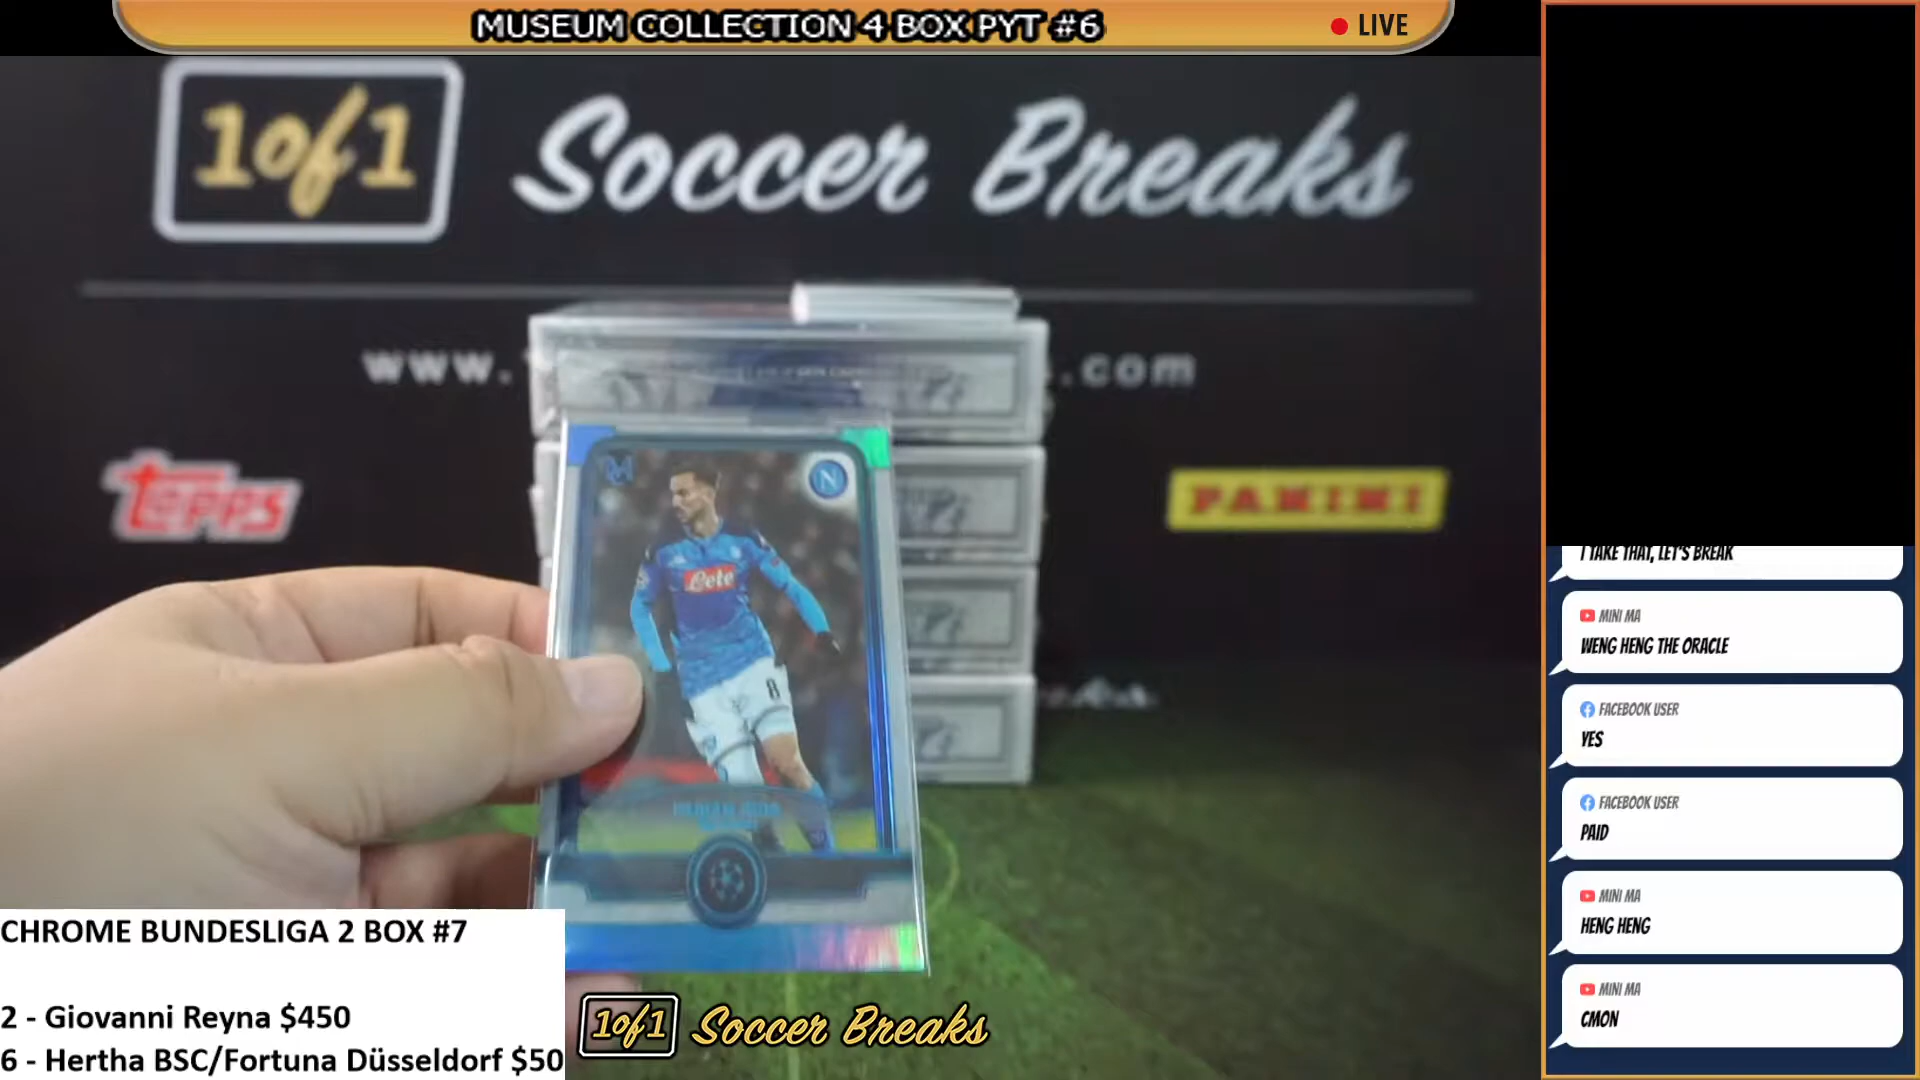 MUSEUM COLLECTION 4 BOX PYT #6
LIVE
1of1 Soccer Breaks
www.
.com
Topps
PANINI
N
Lete
8
I TAKE THAT, LET'S BREAK
MINI MA
WENG HENG THE ORACLE
FACEBOOK USER
YES
FACEBOOK USER
PAID
MINI MA
HENG HENG
MINI MA
CMON
CHROME BUNDESLIGA 2 BOX #7
2 - Giovanni Reyna $450
6 - Hertha BSC/Fortuna Düsseldorf $50
1of1 Soccer Breaks